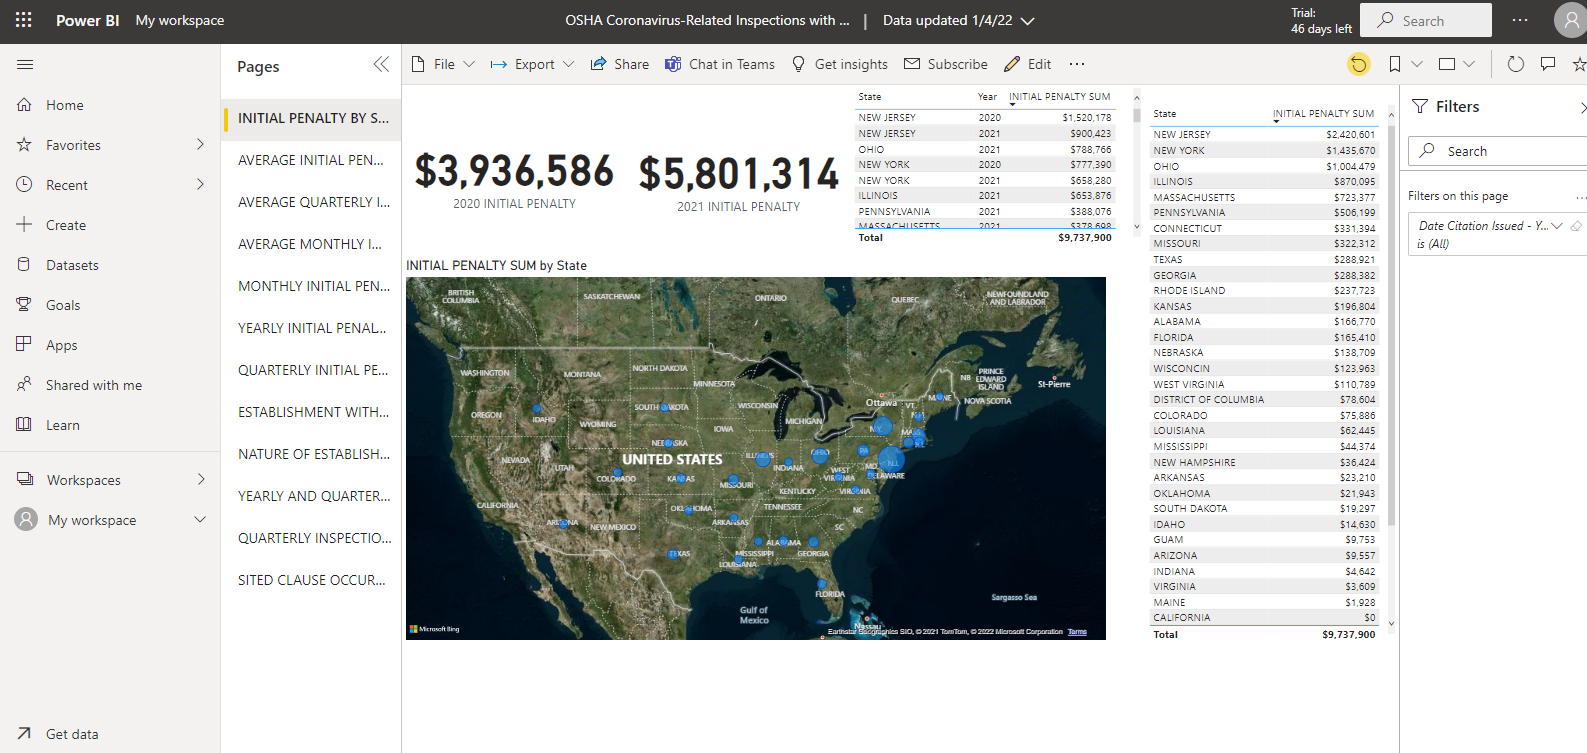 Power BI My workspace
OSHA Coronavirus-Related Inspections with ... | Data updated 1/4/22
Trial:
46 days left
Search
Home
Favorites
Recent
Create
Datasets
Goals
Apps
Shared with me
Learn
Workspaces
My workspace
Get data
Pages
INITIAL PENALTY BY S...
AVERAGE INITIAL PEN...
AVERAGE QUARTERLY I...
AVERAGE MONTHLY I...
MONTHLY INITIAL PEN...
YEARLY INITIAL PENAL...
QUARTERLY INITIAL PE...
ESTABLISHMENT WITH...
NATURE OF ESTABLISH...
YEARLY AND QUARTER...
QUARTERLY INSPECTIO...
SITED CLAUSE OCCUR...
File Export Share Chat in Teams Get insights Subscribe Edit ...
$3,936,586
2020 INITIAL PENALTY
$5,801,314
2021 INITIAL PENALTY
State Year INITIAL PENALTY SUM
NEW JERSEY 2020 $1,520,178
NEW JERSEY 2021 $900,423
OHIO 2021 $788,766
NEW YORK 2020 $777,390
NEW YORK 2021 $658,280
ILLINOIS 2021 $653,876
PENNSYLVANIA 2021 $388,076
MASSACHUSETTS 2021 $378,698
Total $9,737,900
INITIAL PENALTY SUM by State
BRITISH
COLUMBIA
SASKATCHEWAN
ONTARIO
QUEBEC
NEWFOUNDLAND
AND LABRADOR
WASHINGTON
MONTANA
NORTH DAKOTA
MINNESOTA
NB
PRINCE
EDWARD
ISLAND
St-Pierre
OREGON
IDAHO
WYOMING
SOUTH DAKOTA
WISCONSIN
MICHIGAN
Ottawa
VT
MAINE
NOVA SCOTIA
IOWA
NEBRASKA
NY
NEVADA
UTAH
UNITED STATES
ILLINOIS
INDIANA
OHIO
PA
MD
DELAWARE
COLORADO
KANSAS
MISSOURI
WEST
VIRGINIA
KENTUCKY
VIRGINIA
CALIFORNIA
ARIZONA
NEW MEXICO
OKLAHOMA
ARKANSAS
TENNESSEE
NC
SC
TEXAS
MISSISSIPPI
ALABAMA
GEORGIA
LOUISIANA
FLORIDA
Gulf of
Mexico
Sargasso Sea
Nassau
Microsoft Bing
Earthstar Geographics SIO, © 2021 TomTom, © 2022 Microsoft Corporation Terms
State INITIAL PENALTY SUM
NEW JERSEY $2,420,601
NEW YORK $1,435,670
OHIO $1,004,479
ILLINOIS $870,095
MASSACHUSETTS $723,377
PENNSYLVANIA $506,199
CONNECTICUT $331,394
MISSOURI $322,312
TEXAS $288,921
GEORGIA $288,382
RHODE ISLAND $237,723
KANSAS $196,804
ALABAMA $166,770
FLORIDA $165,410
NEBRASKA $138,709
WISCONCIN $123,963
WEST VIRGINIA $110,789
DISTRICT OF COLUMBIA $78,604
COLORADO $75,886
LOUISIANA $62,445
MISSISSIPPI $44,374
NEW HAMPSHIRE $36,424
ARKANSAS $23,210
OKLAHOMA $21,943
SOUTH DAKOTA $19,297
IDAHO $14,630
GUAM $9,753
ARIZONA $9,557
INDIANA $4,642
VIRGINIA $3,609
MAINE $1,928
CALIFORNIA $0
Total $9,737,900
Filters
Search
Filters on this page
Date Citation Issued - Y...
is (All)